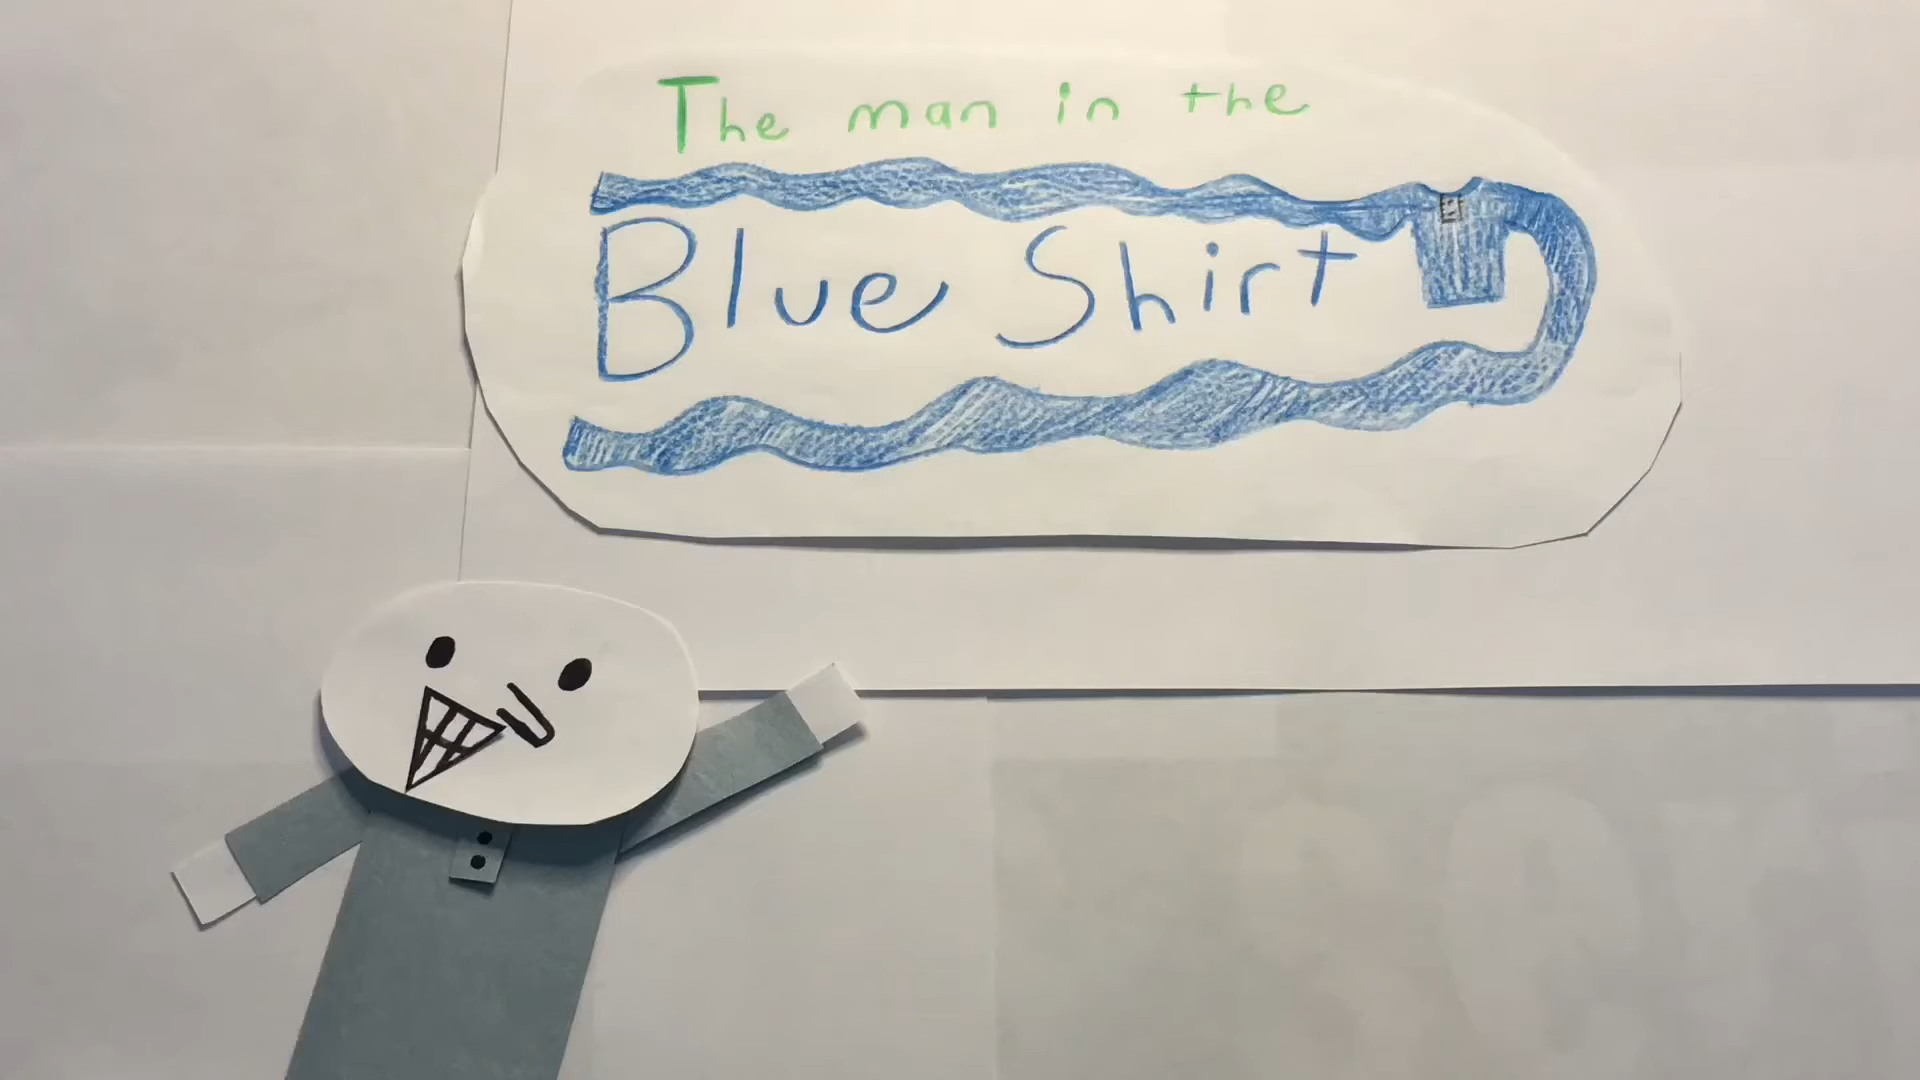 The man in the
Blue Shirt